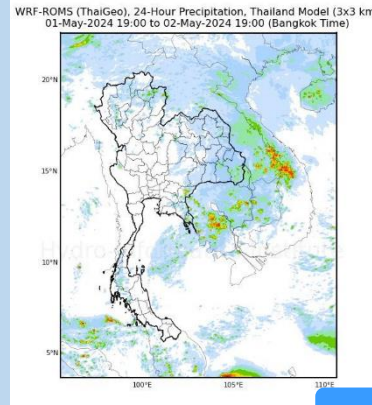 WRF-ROMS (ThaiGeo), 24-Hour Precipitation, Thailand Model (3x3 km
01-May-2024 19:00 to 02-May-2024 19:00 (Bangkok Time)
20°N
15°N
10°N
5°N
100°E
105°E
110°E